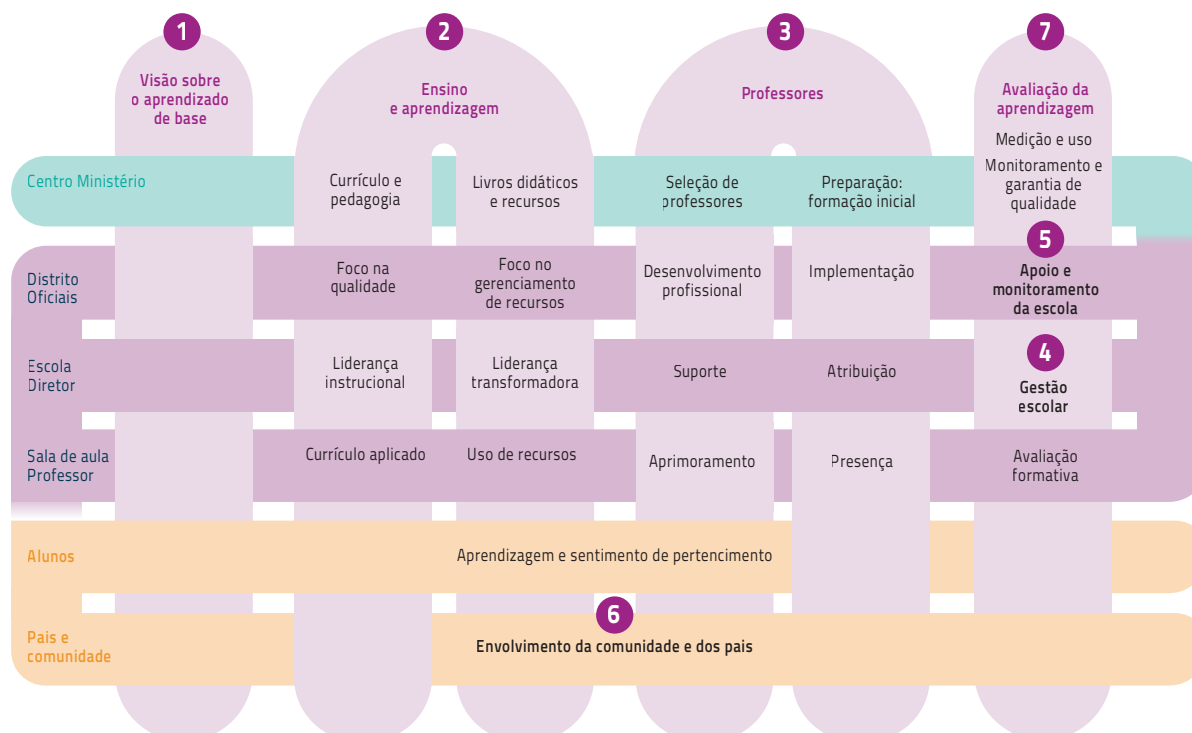 1
2
3
7
Visão sobre
o aprendizado
de base
Ensino
e aprendizagem
Professores
Avaliação da
aprendizagem
Medição e uso
Monitoramento e
garantia de
qualidade
Centro Ministério
Currículo e
pedagogia
Livros didáticos
e recursos
Seleção de
professores
Preparação:
formação inicial
Distrito
Oficiais
Foco na
qualidade
Foco no
gerenciamento
de recursos
Desenvolvimento
profissional
Implementação
5
Apoio e
monitoramento
da escola
Escola
Diretor
Liderança
instrucional
Liderança
transformadora
Suporte
Atribuição
4
Gestão
escolar
Sala de aula
Professor
Currículo aplicado
Uso de recursos
Aprimoramento
Presença
Avaliação
formativa
Alunos
Aprendizagem e sentimento de pertencimento
Pais e
comunidade
6
Envolvimento da comunidade e dos pais